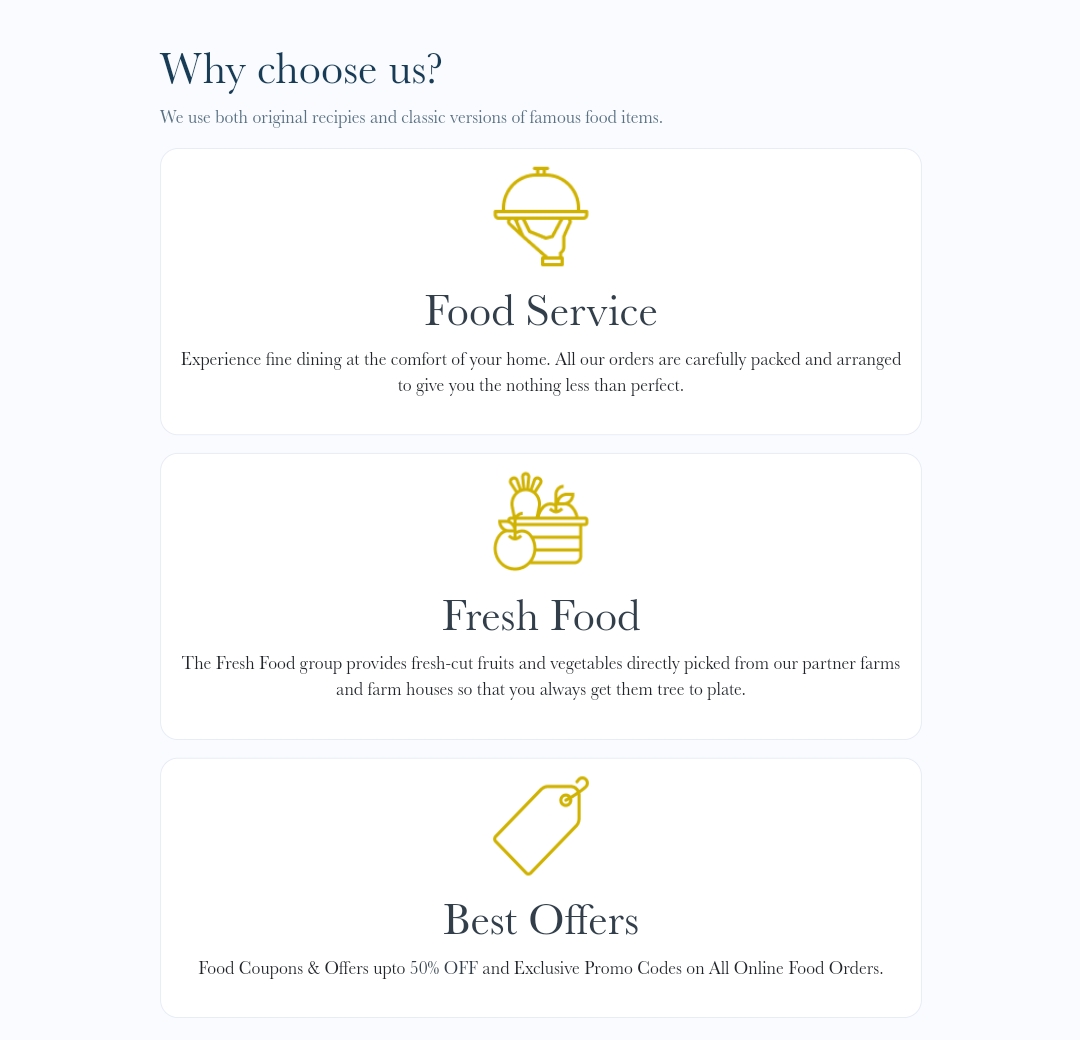 Why choose us?
We use both original recipies and classic versions of famous food items.
Food Service
Experience fine dining at the comfort of your home. All our orders are carefully packed and arranged
to give you the nothing less than perfect.
Fresh Food
The Fresh Food group provides fresh-cut fruits and vegetables directly picked from our partner farms
and farm houses so that you always get them tree to plate.
Best Offers
Food Coupons & Offers upto 50% OFF and Exclusive Promo Codes on All Online Food Orders.